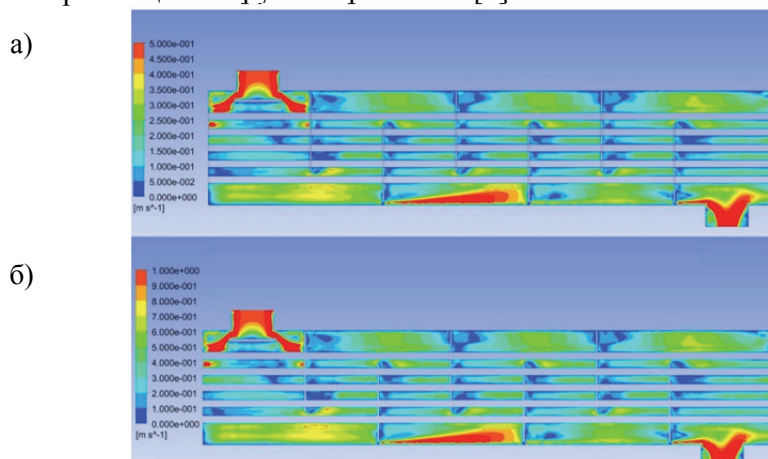 а)
5.000e-001
4.500e-001
4.000e-001
3.500e-001
3.000e-001
2.500e-001
2.000e-001
1.500e-001
1.000e-001
5.000e-002
0.000e+000
[m s^-1]
б)
1.000e+000
9.000e-001
8.000e-001
7.000e-001
6.000e-001
5.000e-001
4.000e-001
3.000e-001
2.000e-001
1.000e-001
0.000e+000
[m s^-1]